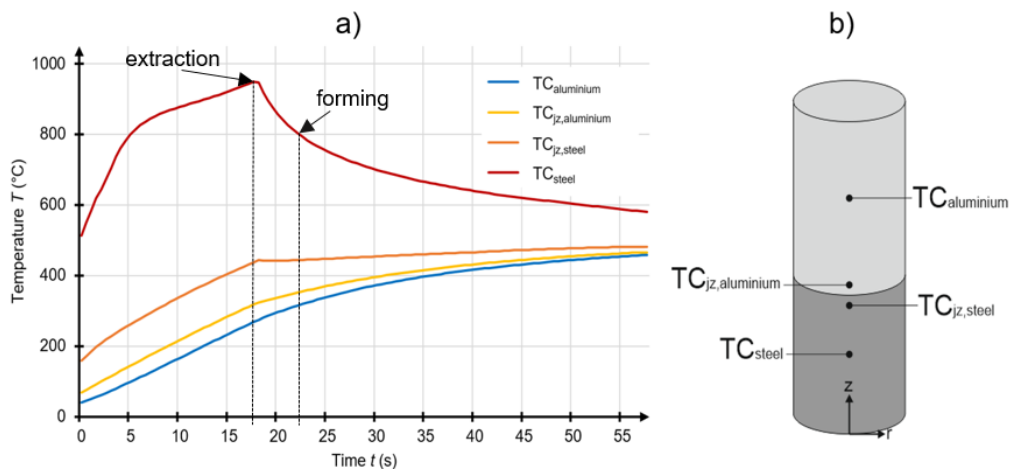 a)
b)
extraction
forming
1000
800
600
400
200
0
Temperature T (°C)
TCaluminium
TCjz,aluminium
TCjz,steel
TCsteel
0 5 10 15 20 25 30 35 40 45 50 55
Time t (s)
TCaluminium
TCjz,aluminium
TCjz,steel
TCsteel
z
r